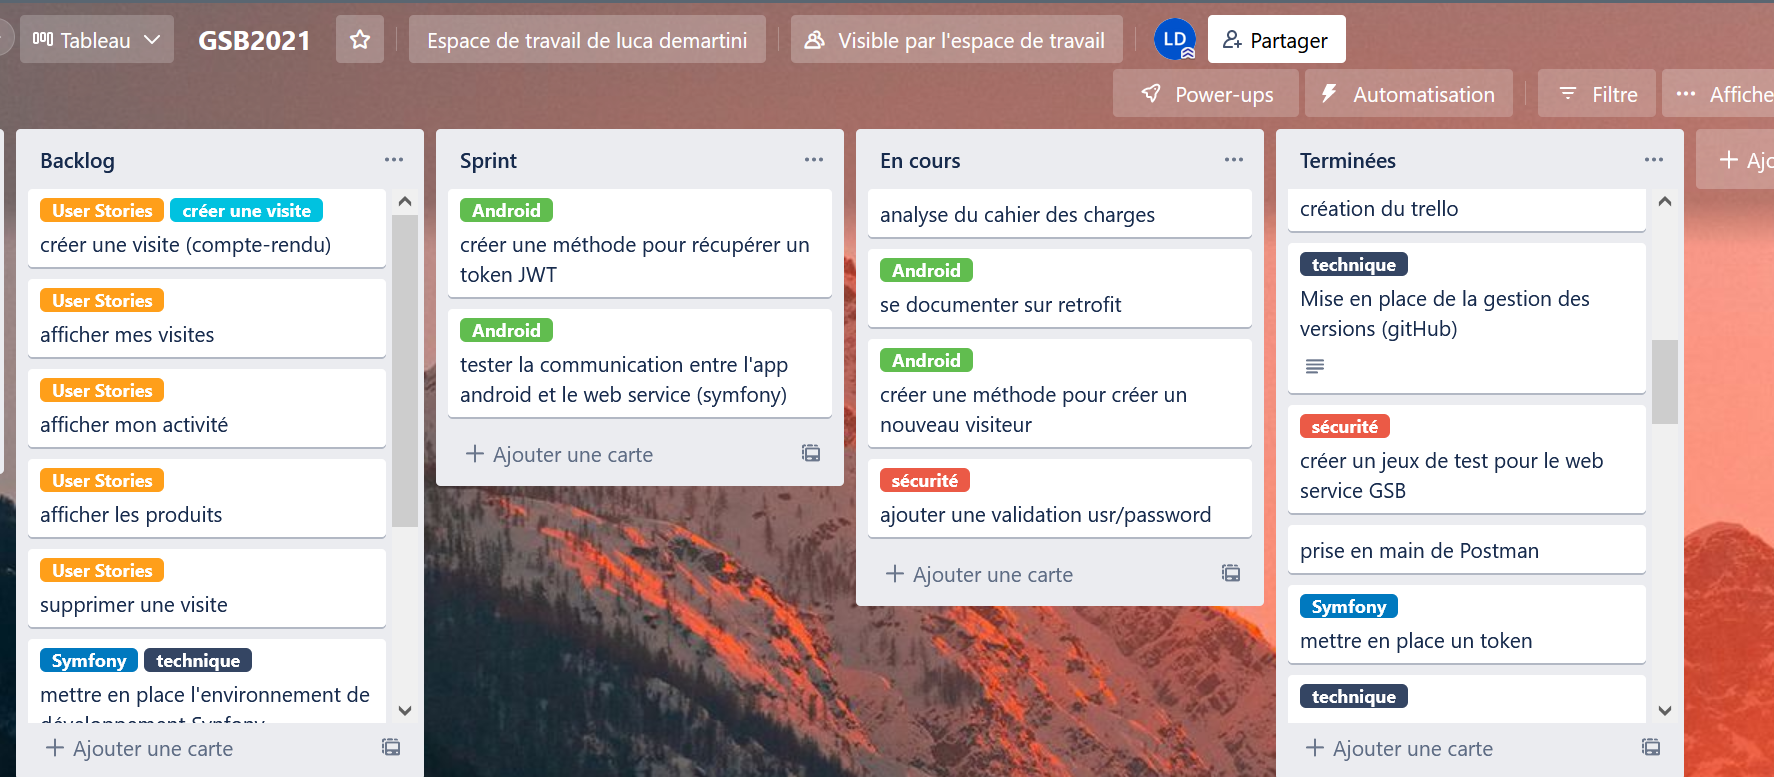 Tableau
GSB2021
Espace de travail de luca demartini
Visible par l'espace de travail
LD
Partager
Power-ups
Automatisation
Filtre
Affiche
Backlog
User Stories créer une visite
créer une visite (compte-rendu)
User Stories
afficher mes visites
User Stories
afficher mon activité
User Stories
afficher les produits
User Stories
supprimer une visite
Symfony technique
mettre en place l'environnement de
développement Synfony
Ajouter une carte
Sprint
Android
créer une méthode pour récupérer un
token JWT
Android
tester la communication entre l'app
android et le web service (symfony)
Ajouter une carte
En cours
analyse du cahier des charges
Android
se documenter sur retrofit
Android
créer une méthode pour créer un
nouveau visiteur
sécurité
ajouter une validation usr/password
Ajouter une carte
Terminées
création du trello
technique
Mise en place de la gestion des
versions (gitHub)
sécurité
créer un jeux de test pour le web
service GSB
prise en main de Postman
Symfony
mettre en place un token
technique
Ajouter une carte
Ajo